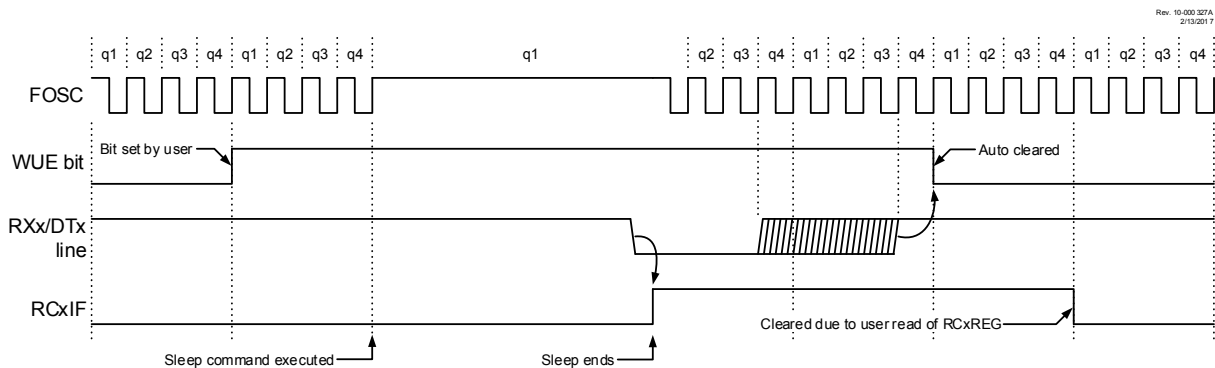 Rev. 10-000 327A
2/13/2017
q1 q2 q3 q4 q1 q2 q3 q4 q1 q2 q3 q4 q1 q2 q3 q4 q1 q2 q3 q4 q1 q2 q3 q4
FOSC
Bit set by user
Auto cleared
WUE bit
RXx/DTx
line
RCxIF
Cleared due to user read of RCxREG
Sleep command executed
Sleep ends